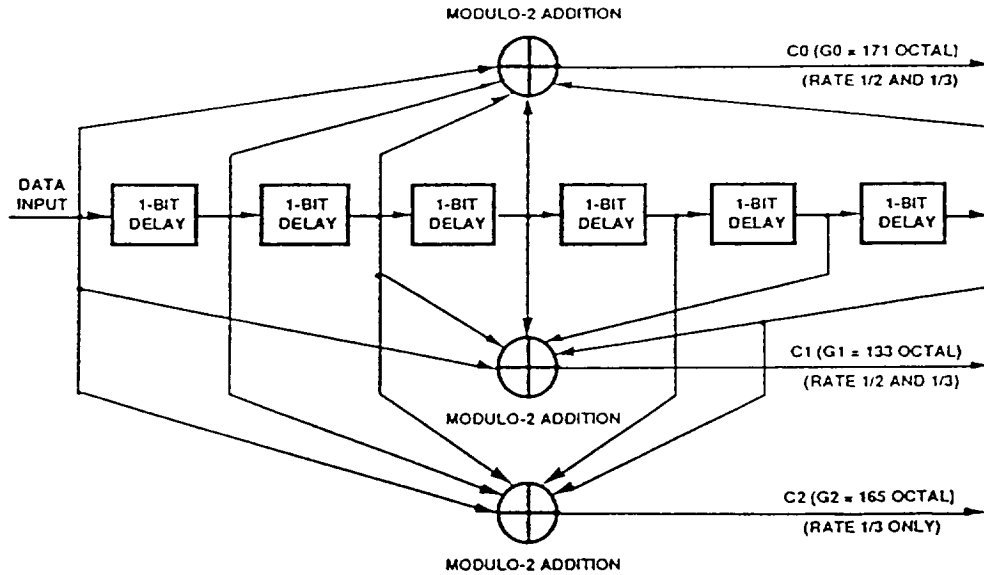 MODULO-2 ADDITION
C0 (G0 = 171 OCTAL)
(RATE 1/2 AND 1/3)
DATA
INPUT
1-BIT
DELAY
1-BIT
DELAY
1-BIT
DELAY
1-BIT
DELAY
1-BIT
DELAY
1-BIT
DELAY
C1 (G1 = 133 OCTAL)
(RATE 1/2 AND 1/3)
MODULO-2 ADDITION
C2 (G2 = 165 OCTAL)
(RATE 1/3 ONLY)
MODULO-2 ADDITION